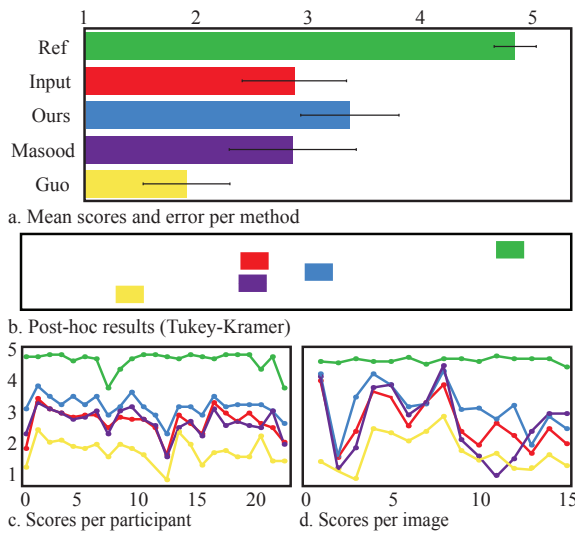 1 2 3 4 5
Ref
Input
Ours
Masood
Guo
a. Mean scores and error per method
b. Post-hoc results (Tukey-Kramer)
5
4
3
2
1
0 5 10 15 20
c. Scores per participant
0 5 10 15
d. Scores per image